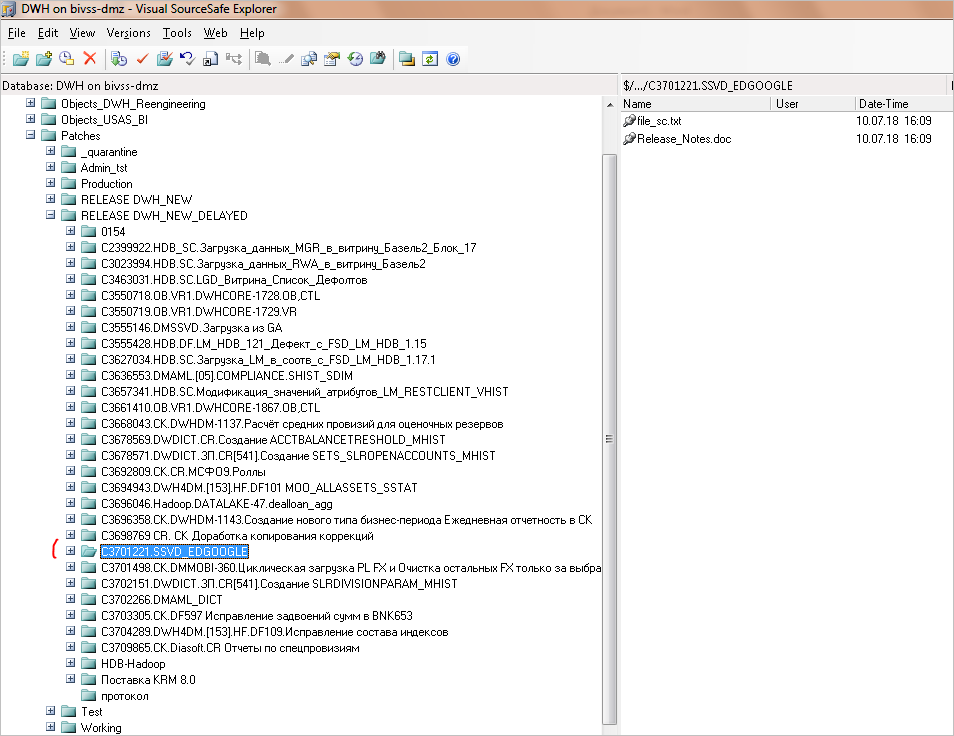 DWH on bivss-dmz - Visual SourceSafe Explorer
File Edit View Versions Tools Web Help
Database: DWH on bivss-dmz
$/.../C3701221.SSVD_EDGOOGLE
Name User Date-Time
file_sc.txt 10.07.18 16:09
Release_Notes.doc 10.07.18 16:09
Objects_DWH_Reengineering
Objects_USAS_BI
Patches
_quarantine
Admin_tst
Production
RELEASE DWH_NEW
RELEASE DWH_NEW_DELAYED
0154
C2399922.HDB_SC.Загрузка_данных_MGR_в_витрину_Базель2_Блок_17
C3023994.HDB.SC.Загрузка_данных_RWA_в_витрину_Базель2
C3463031.HDB.SC.LGD_Витрина_Список_Дефолтов
C3550718.OB.VR1.DWHCORE-1728.OB,CTL
C3550719.OB.VR1.DWHCORE-1729.VR
C3555146.DMSSVD.Загрузка из GA
C3555428.HDB.DF.LM_HDB_121_Дефект_с_FSD_LM_HDB_1.15
C3627034.HDB.SC.Загрузка_LM_в_соотв_с_FSD_LM_HDB_1.17.1
C3636553.DMAML.[05].COMPLIANCE.SHIST_SDIM
C3657341.HDB.SC.Модификация_значений_атрибутов_LM_RESTCLIENT_VHIST
C3661410.OB.VR1.DWHCORE-1867.OB,CTL
C3668043.CK.DWHDM-1137.Расчёт средних провизий для оценочных резервов
C3678569.DWDICT.CR.Создание ACCTBALANCETRESHOLD_MHIST
C3678571.DWDICT.ЗП.CR[541].Создание SETS_SLROPENACCOUNTS_MHIST
C3692809.CK.CR.МСФО9.Роллы
C3694943.DWH4DM.[153].HF.DF101 MOO_ALLASSETS_SSTAT
C3696046.Hadoop.DATALAKE-47.dealloan_agg
C3696358.CK.DWHDM-1143.Создание нового типа бизнес-периода Ежедневная отчетность в СК
C3698769 CR. CK Доработка копирования коррекций
C3701221.SSVD_EDGOOGLE
C3701498.CK.DMMOBI-360.Циклическая загрузка PL FX и Очистка остальных FX только за выбра
C3702151.DWDICT.ЗП.CR[541].Создание SLRDIVISIONPARAM_MHIST
C3702266.DMAML_DICT
C3703305.CK.DF597 Исправление задвоений сумм в BNK653
C3704289.DWH4DM.[153].HF.DF109.Исправление состава индексов
C3709865.CK.Diasoft.CR Отчеты по спецпровизиям
HDB-Hadoop
Поставка KRM 8.0
протокол
Test
Working